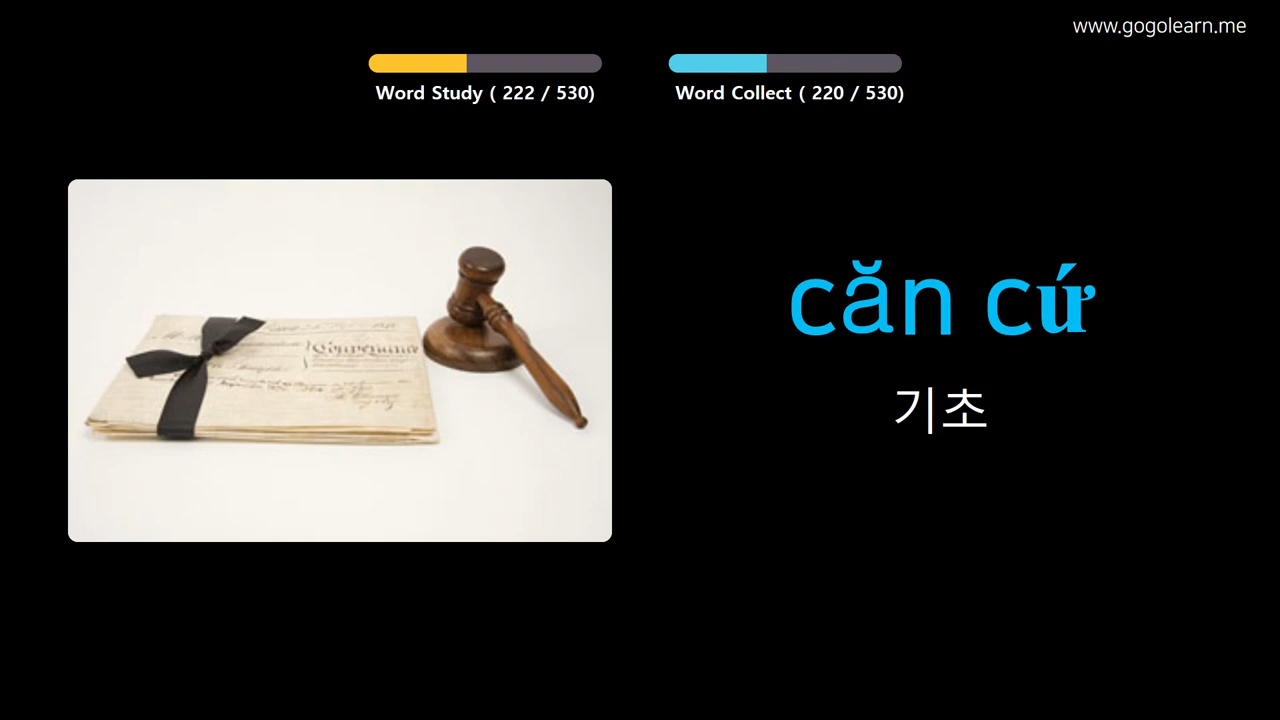 www.gogolearn.me
Word Study ( 222 / 530)
Word Collect ( 220 / 530)
căn cứ
기초